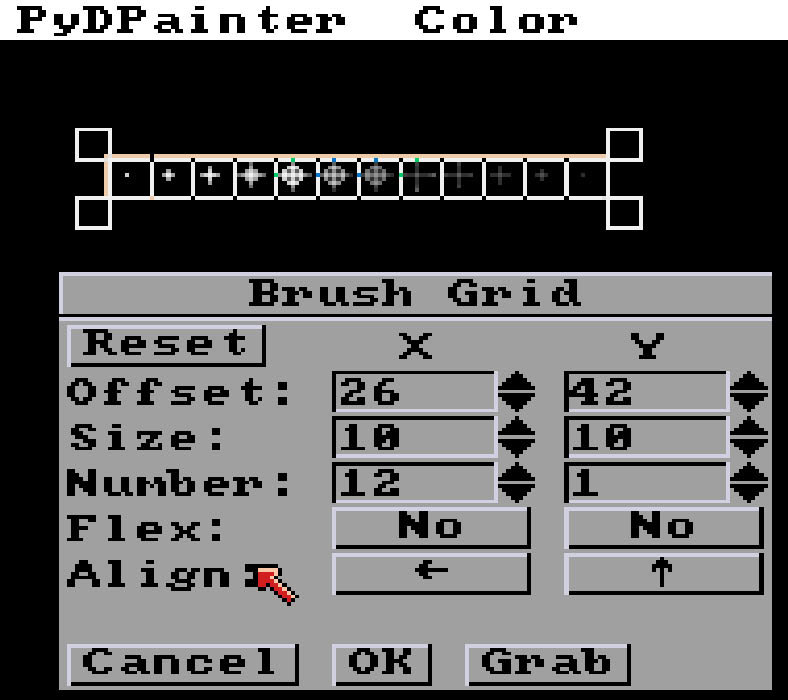 PyDPainter Color
Brush Grid
Reset X Y
Offset: 26 42
Size: 10 10
Number: 12 1
Flex: No No
Align: ← ↑
Cancel OK Grab